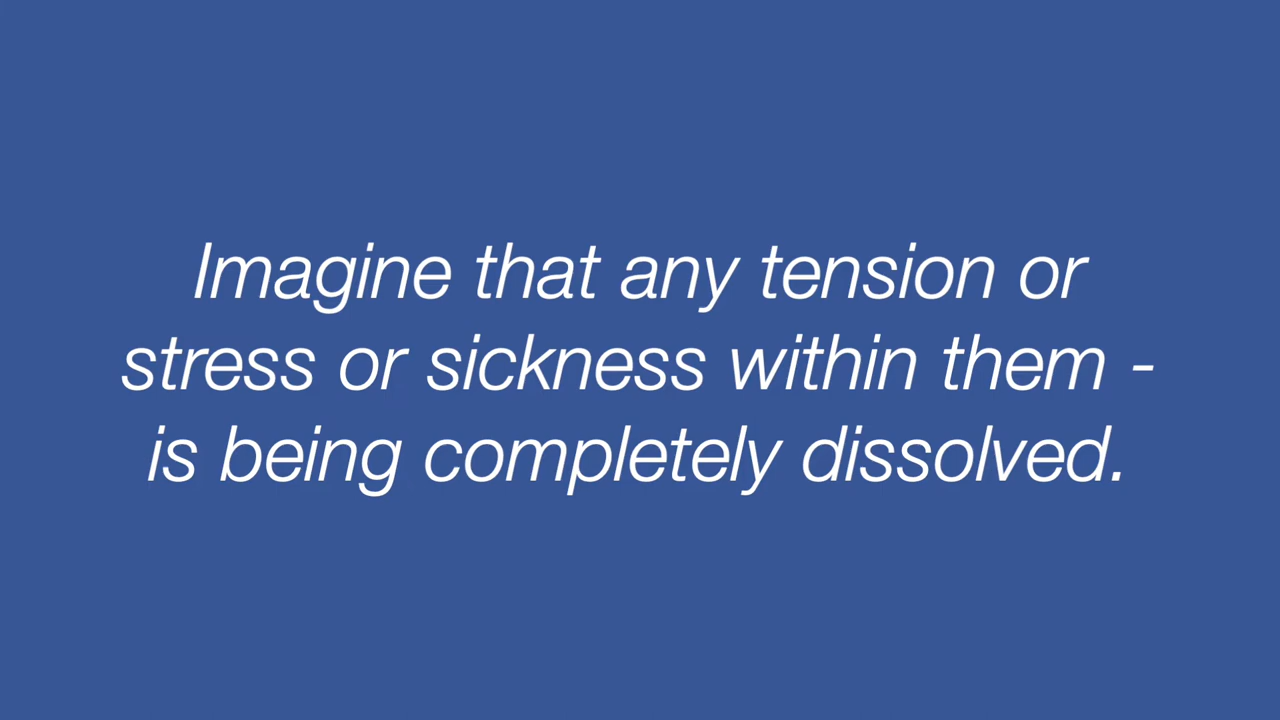 Imagine that any tension or
stress or sickness within them -
is being completely dissolved.